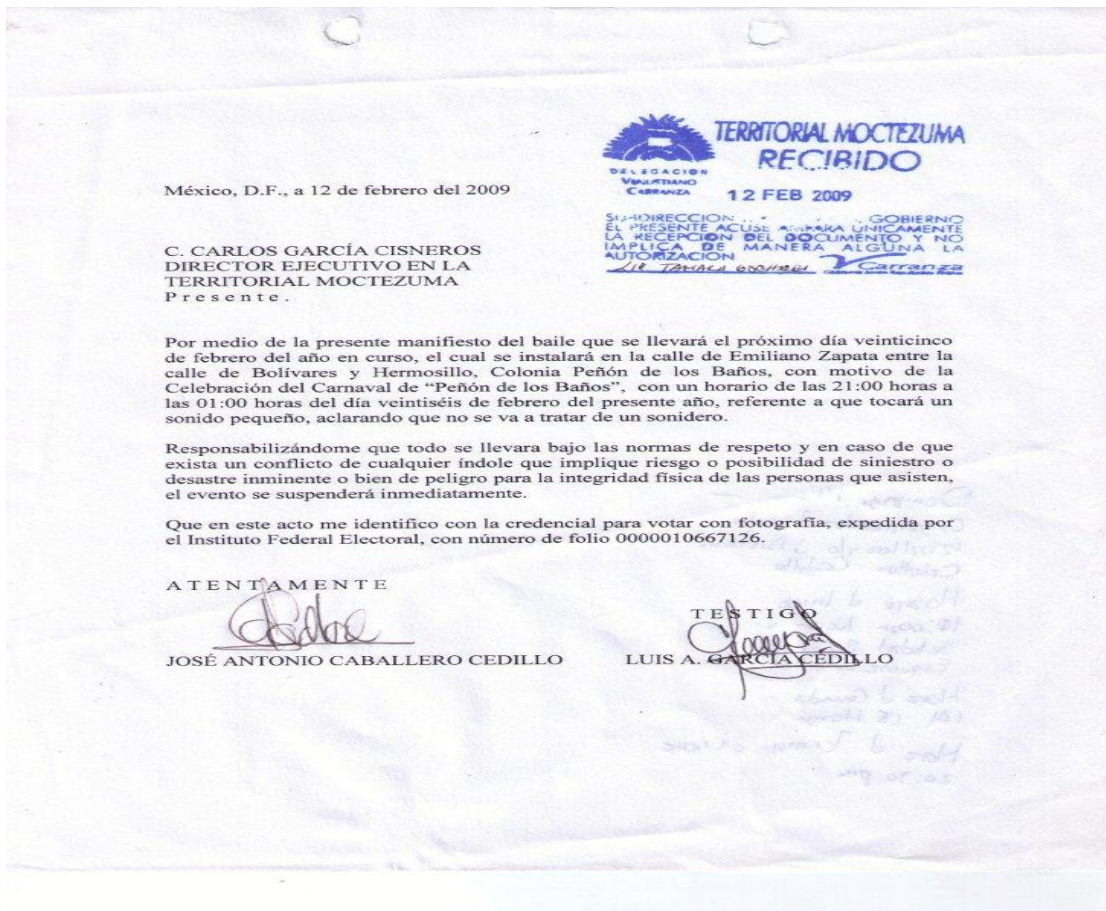 TERRITORIAL MOCTEZUMA
RECIBIDO
DELEGACION
VENUSTIANO
CARRANZA
12 FEB 2009
SUBDIRECCION GOBIERNO
EL PRESENTE ACUSE AMPARA UNICAMENTE
LA RECEPCION DEL DOCUMENTO Y NO
IMPLICA DE MANERA ALGUNA LA
AUTORIZACION
Carranza
México, D.F., a 12 de febrero del 2009
C. CARLOS GARCÍA CISNEROS
DIRECTOR EJECUTIVO EN LA
TERRITORIAL MOCTEZUMA
P r e s e n t e .
Por medio de la presente manifiesto del baile que se llevará el próximo día veinticinco
de febrero del año en curso, el cual se instalará en la calle de Emiliano Zapata entre la
calle de Bolívares y Hermosillo, Colonia Peñón de los Baños, con motivo de la
Celebración del Carnaval de “Peñón de los Baños”, con un horario de las 21:00 horas a
las 01:00 horas del día veintiséis de febrero del presente año, referente a que tocará un
sonido pequeño, aclarando que no se va a tratar de un sonidero.
Responsabilizándome que todo se llevara bajo las normas de respeto y en caso de que
exista un conflicto de cualquier índole que implique riesgo o posibilidad de siniestro o
desastre inminente o bien de peligro para la integridad física de las personas que asisten,
el evento se suspenderá inmediatamente.
Que en este acto me identifico con la credencial para votar con fotografía, expedida por
el Instituto Federal Electoral, con número de folio 0000010667126.
A T E N T A M E N T E
T E S T I G O
JOSÉ ANTONIO CABALLERO CEDILLO
LUIS A. GARCÍA CEDILLO